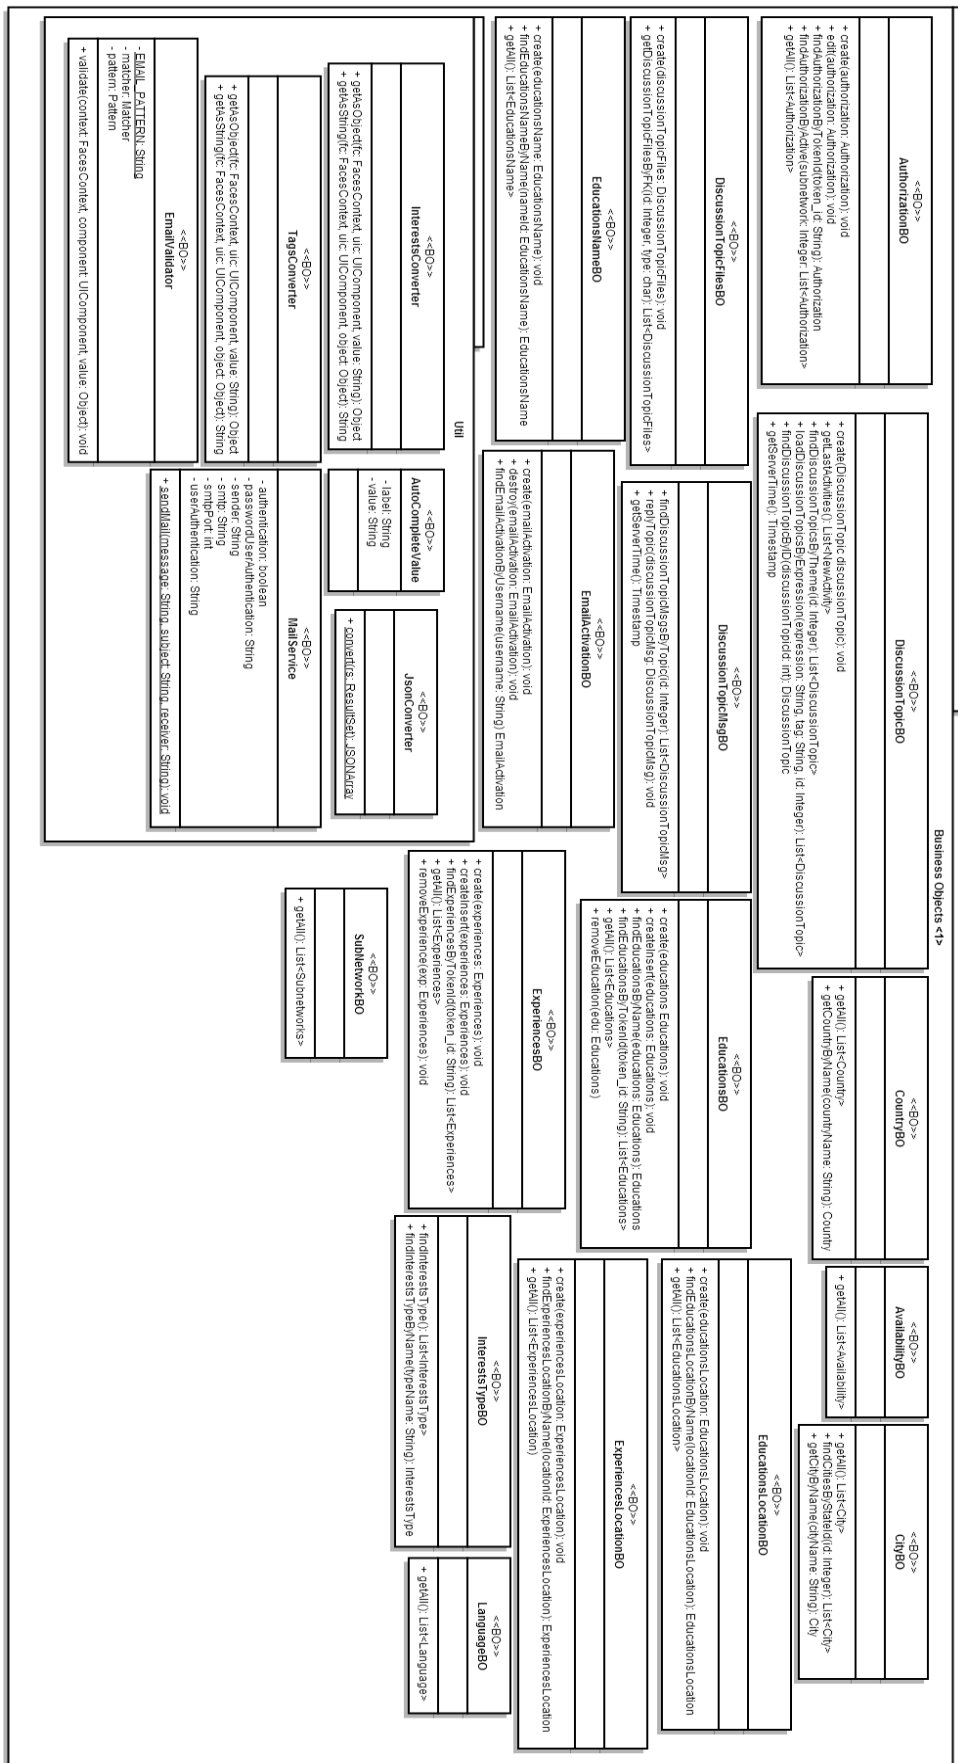 Business Objects <1>
<<BO>>
AuthorizationBO
+ create(authorization: Authorization): void
+ edit(authorization: Authorization): void
+ findAuthorizationByTokenId(token_id: String): Authorization
+ findAuthorizationByActive(subnetwork: Integer: List<Authorization>
+ getAll(): List<Authorization>
<<BO>>
DiscussionTopicBO
+ create(DiscussionTopic discussionTopic): void
+ getLastActivities(): List<NewActivity>
+ findDiscussionTopicsByTheme(id: Integer): List<DiscussionTopic>
+ loadDiscussionTopicsByExpression(expression: String, tag: String, id: Integer): List<DiscussionTopic>
+ findDiscussionTopicByID(discussionTopicId: int): DiscussionTopic
+ getServerTime(): Timestamp
<<BO>>
CountryBO
+ getAll(): List<Country>
+ getCountryByName(countryName: String): Country
<<BO>>
AvailabilityBO
+ getAll(): List<Availability>
<<BO>>
CityBO
+ getAll(): List<City>
+ findCitiesByStateId(id: Integer): List<City>
+ getCityByName(cityName: String): City
<<BO>>
DiscussionTopicFilesBO
+ create(discussionTopicFiles: DiscussionTopicFiles): void
+ getDiscussionTopicFilesByFK(id: Integer, type: char): List<DiscussionTopicFiles>
<<BO>>
DiscussionTopicMsgBO
+ findDiscussionTopicMsgsByTopic(id: Integer): List<DiscussionTopicMsg>
+ replyTopic(discussionTopicMsg: DiscussionTopicMsg): void
+ getServerTime(): Timestamp
<<BO>>
EducationsBO
+ create(educations Educations): void
+ createInsert(educations: Educations): void
+ findEducationsByName(educations: Educations): Educations
+ findEducationsByTokenId(token_id: String): List<Educations>
+ getAll(): List<Educations>
+ removeEducation(edu: Educations)
<<BO>>
EducationsLocationBO
+ create(educationsLocation: EducationsLocation): void
+ findEducationsLocationByName(locationId: EducationsLocation): EducationsLocation
+ getAll(): List<EducationsLocation>
<<BO>>
EducationsNameBO
+ create(educationsName: EducationsName): void
+ findEducationsNameByName(nameId: EducationsName): EducationsName
+ getAll(): List<EducationsName>
<<BO>>
EmailActivationBO
+ create(emailActivation: EmailActivation): void
+ destroy(emailActivation: EmailActivation): void
+ findEmailActivationByUsername(username: String) EmailActivation
<<BO>>
ExperiencesBO
+ create(experiences: Experiences): void
+ createInsert(experiences: Experiences): void
+ findExperiencesByTokenId(token_id: String): List<Experiences>
+ getAll(): List<Experiences>
+ removeExperience(exp: Experiences): void
<<BO>>
ExperiencesLocationBO
+ create(experiencesLocation: ExperiencesLocation): void
+ findExperiencesLocationByName(locationId: ExperiencesLocation): ExperiencesLocation
+ getAll(): List<ExperiencesLocation)
Util
<<BO>>
InterestsConverter
+ getAsObject(fc: FacesContext, uic: UIComponent, value: String): Object
+ getAsString(fc: FacesContext, uic: UIComponent, object: Object): String
<<BO>>
AutoCompleteValue
- label: String
- value: String
<<BO>>
JsonConverter
+ convert(rs: ResultSet): JSONArray
<<BO>>
TagsConverter
+ getAsObject(fc: FacesContext, uic: UIComponent, value: String): Object
+ getAsString(fc: FacesContext, uic: UIComponent, object: Object): String
<<BO>>
MailService
- authentication: boolean
- passwordUserAuthentication: String
- sender: String
- smtp: String
- smtpPort: int
- userAuthentication: String
+ sendMail(message: String, subject: String, receiver: String): void
<<BO>>
EmailValidator
- EMAIL_PATTERN: String
- matcher: Matcher
- pattern: Pattern
+ validate(context: FacesContext, component: UIComponent, value: Object): void
<<BO>>
SubNetworkBO
+ getAll(): List<Subnetworks>
<<BO>>
InterestsTypeBO
+ findInterestsType(): List<InterestsType>
+ findInterestsTypeByName(typeName: String): InterestsType
<<BO>>
LanguageBO
+ getAll(): List<Language>